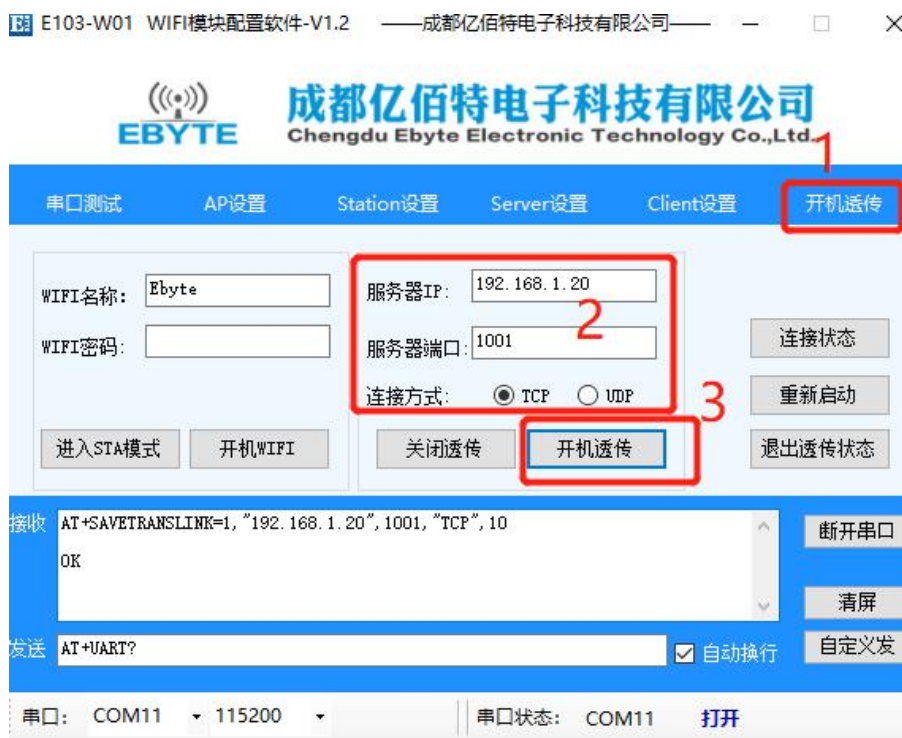 E103-W01 WIFI模块配置软件-V1.2 ——成都亿佰特电子科技有限公司——
EBYTE
成都亿佰特电子科技有限公司
Chengdu Ebyte Electronic Technology Co.,Ltd.
1
串口测试 AP设置 Station设置 Server设置 Client设置 开机透传
WIFI名称: Ebyte
WIFI密码:
进入STA模式 开机WIFI
服务器IP: 192.168.1.20
2
服务器端口: 1001
连接方式: TCP UDP
3
关闭透传 开机透传
连接状态
重新启动
退出透传状态
接收
AT+SAVETRANSLINK=1,"192.168.1.20",1001,"TCP",10
OK
断开串口
清屏
发送 AT+UART? 自动换行 自定义发
串口: COM11 115200 串口状态: COM11 打开